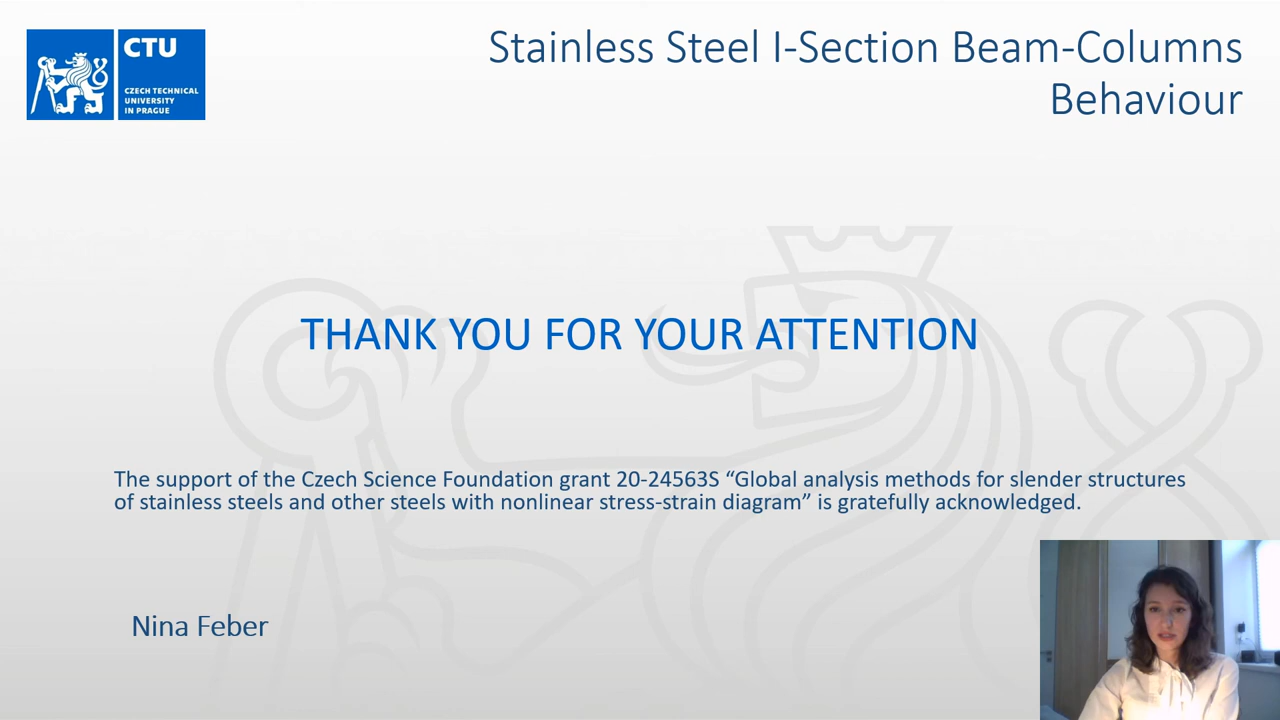 CTU
CZECH TECHNICAL
UNIVERSITY
IN PRAGUE
Stainless Steel I-Section Beam-Columns
Behaviour
THANK YOU FOR YOUR ATTENTION
The support of the Czech Science Foundation grant 20-24563S “Global analysis methods for slender structures
of stainless steels and other steels with nonlinear stress-strain diagram” is gratefully acknowledged.
Nina Feber